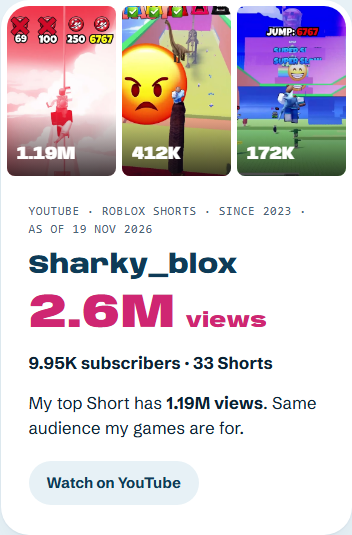 69
100
250
6767
1.19M
412K
JUMP: 6767
172K
YOUTUBE · ROBLOX SHORTS · SINCE 2023 ·
AS OF 19 NOV 2026
Sharky_blox
2.6M views
9.95K subscribers · 33 Shorts
My top Short has 1.19M views. Same
audience my games are for.
Watch on YouTube